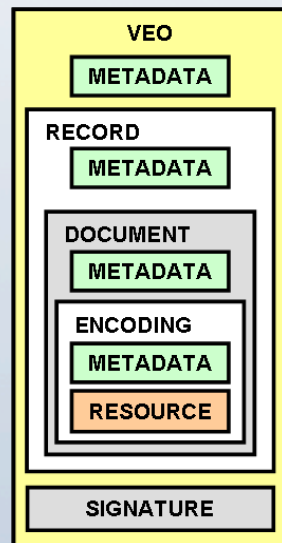 VEO
METADATA
RECORD
METADATA
DOCUMENT
METADATA
ENCODING
METADATA
RESOURCE
SIGNATURE